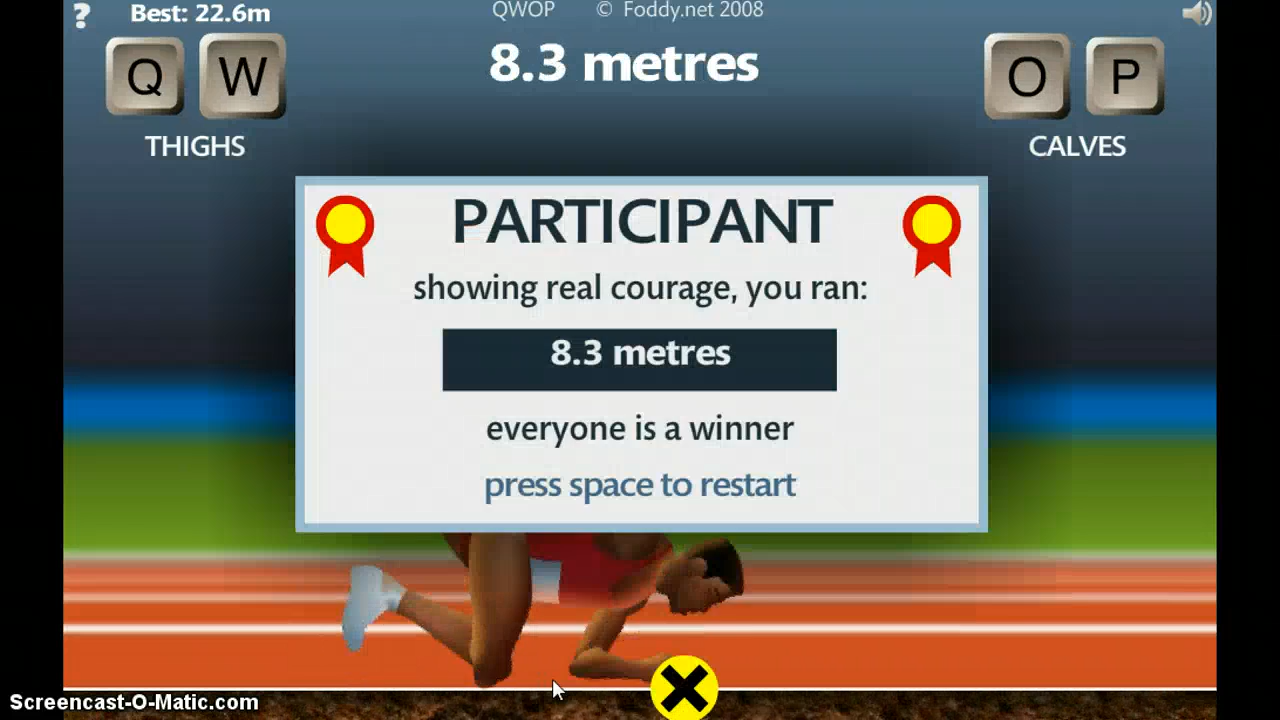 ?
Best: 22.6m
QWOP © Foddy.net 2008
8.3 metres
Q W
THIGHS
O P
CALVES
PARTICIPANT
showing real courage, you ran:
8.3 metres
everyone is a winner
press space to restart
Screencast-O-Matic.com